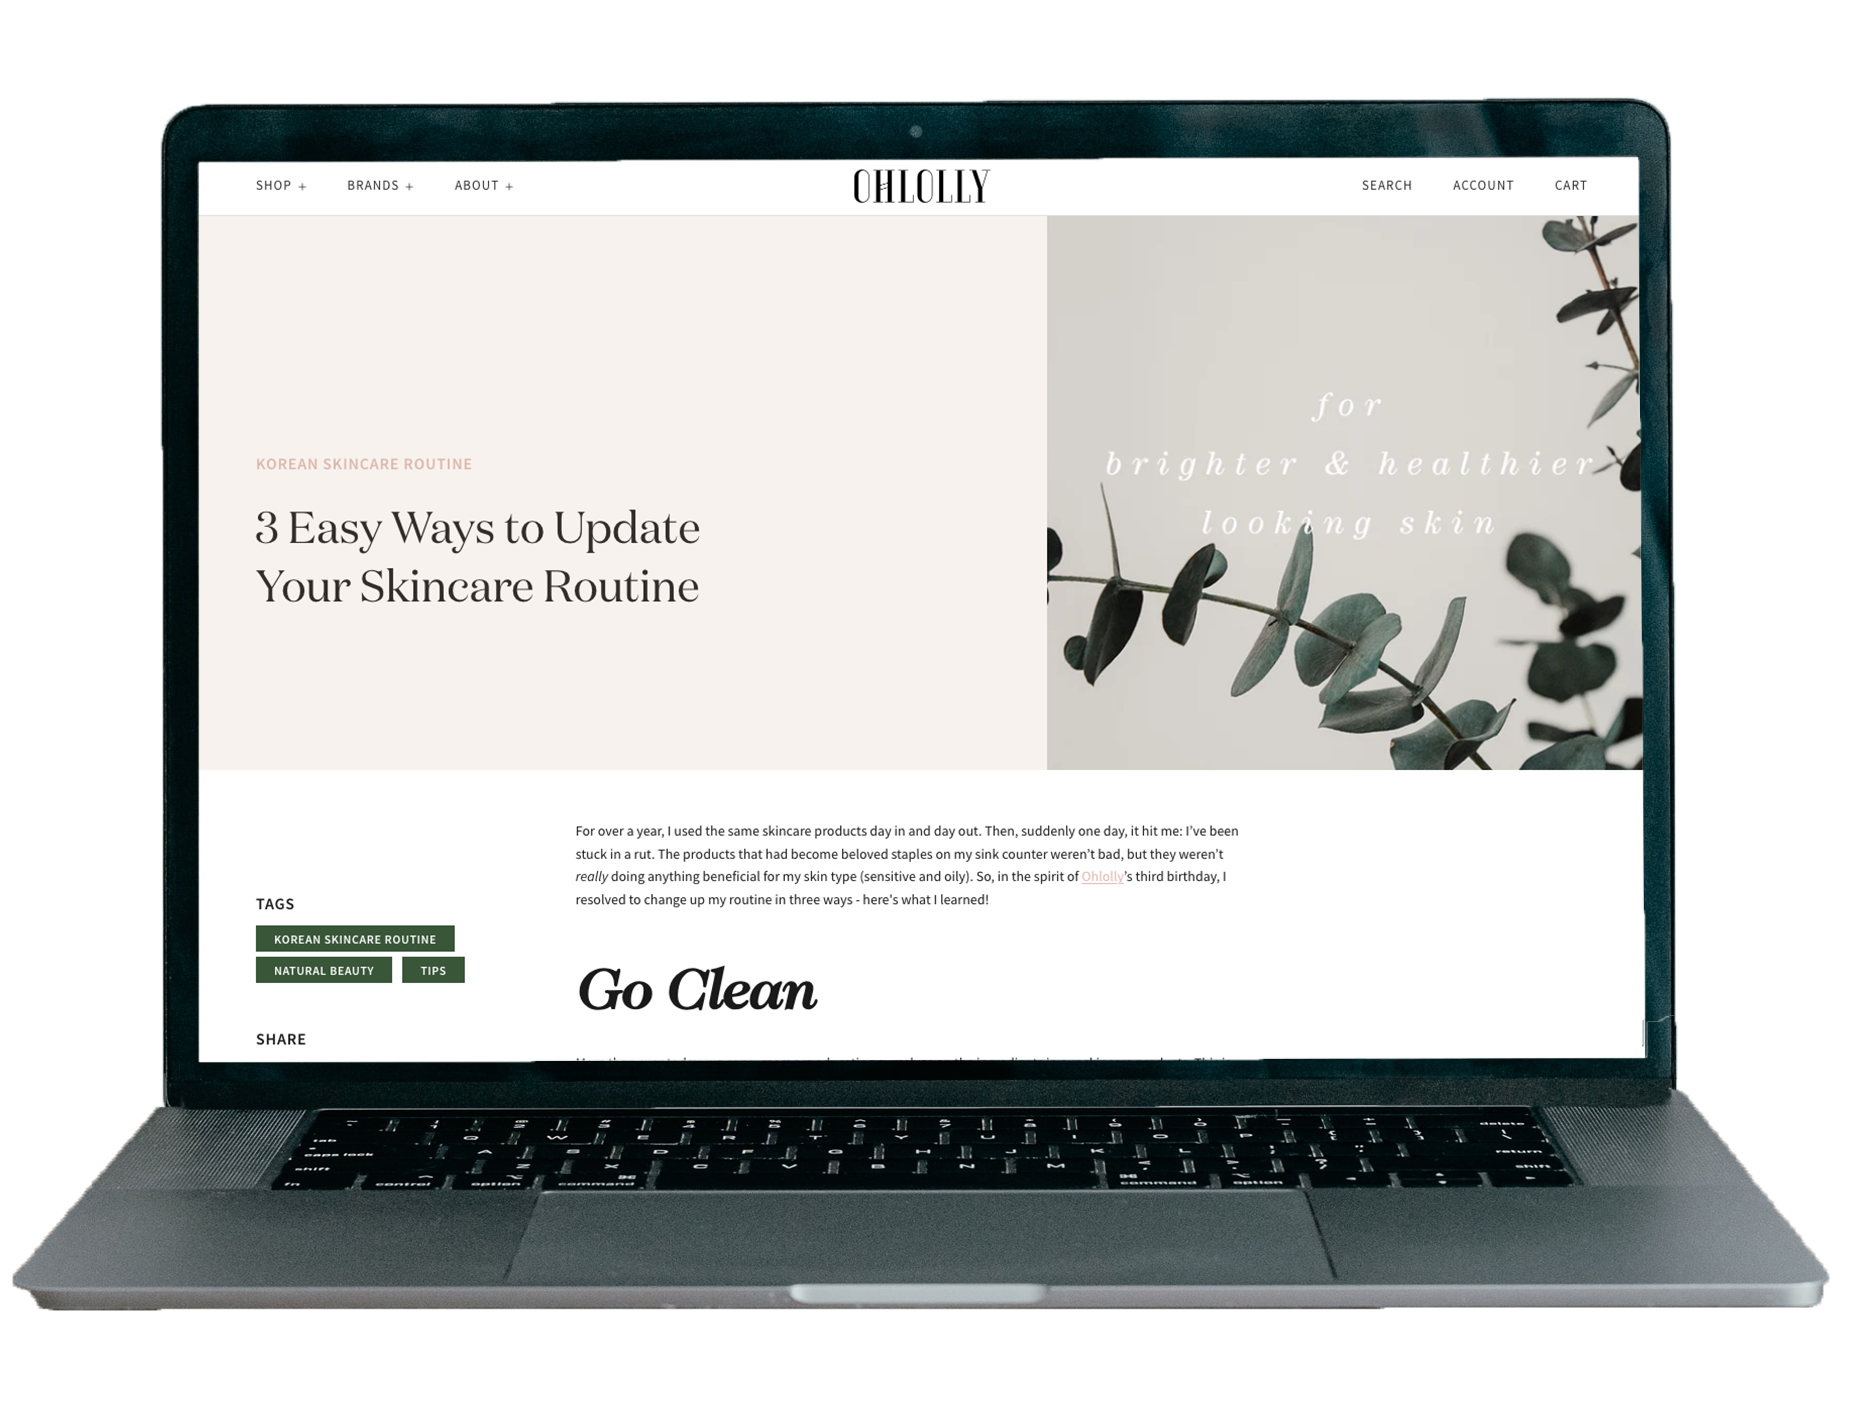 SHOP + BRANDS + ABOUT + OHLOLLY SEARCH ACCOUNT CART
KOREAN SKINCARE ROUTINE
3 Easy Ways to Update
Your Skincare Routine
for
brighter & healthier
looking skin
For over a year, I used the same skincare products day in and day out. Then, suddenly one day, it hit me: I’ve been
stuck in a rut. The products that had become beloved staples on my sink counter weren’t bad, but they weren’t
really doing anything beneficial for my skin type (sensitive and oily). So, in the spirit of Ohlolly’s third birthday, I
resolved to change up my routine in three ways - here's what I learned!
TAGS
KOREAN SKINCARE ROUTINE
NATURAL BEAUTY TIPS
SHARE
Go Clean
tab Q W E R T Y U I O P delete
caps lock A S D F G H J K L return
shift Z X C V B N M shift
fn control option command command option